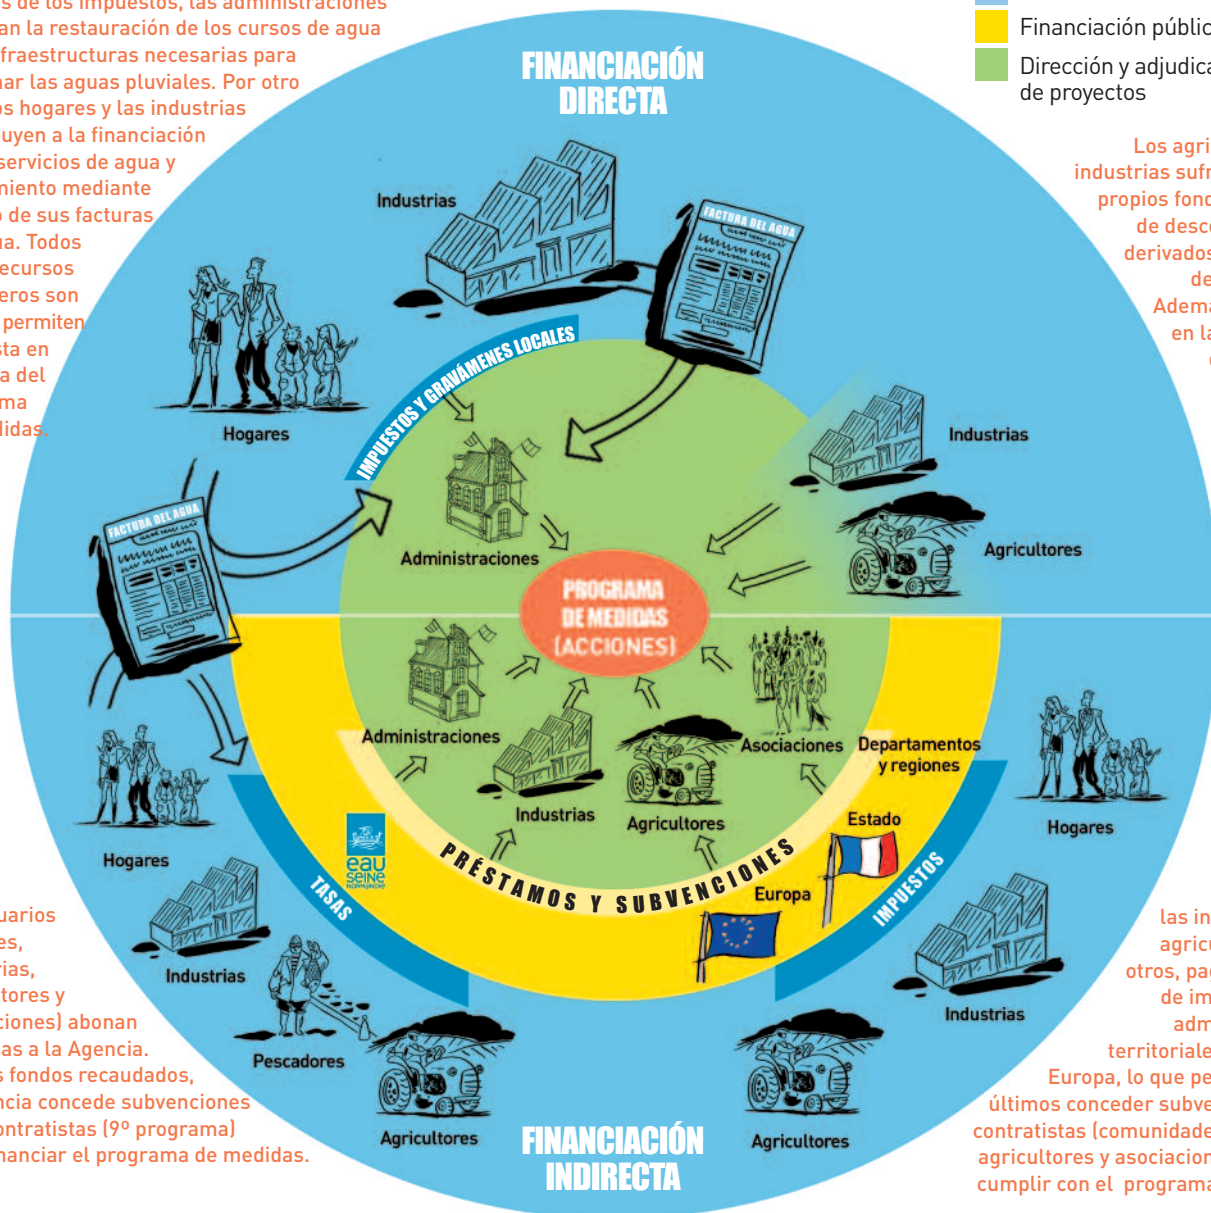 s de los impuestos, las administraciones
an la restauración de los cursos de agua
fraestructuras necesarias para
nar las aguas pluviales. Por otro
os hogares y las industrias
uyen a la financiación
servicios de agua y
miento mediante
o de sus facturas
ua. Todos
recursos
eros son
permiten
sta en
a del
ma
didas.
FINANCIACIÓN
DIRECTA
Financiación públic
Dirección y adjudica
de proyectos
Los agri
industrias sufr
propios fond
de desc
derivados
de
Adema
en la
Industrias
FACTURA DEL AGUA
Hogares
IMPUESTOS Y GRAVÁMENES LOCALES
Industrias
Agricultores
Administraciones
FACTURA DEL AGUA
PROGRAMA
DE MEDIDAS
(ACCIONES)
Administraciones
Industrias
Agricultores
Asociaciones
Departamentos
y regiones
Estado
Europa
PRÉSTAMOS Y SUBVENCIONES
eau
SEINE
NORMANDIE
TASAS
IMPUESTOS
Hogares
Industrias
Pescadores
Agricultores
Hogares
Industrias
Agricultores
FINANCIACIÓN
INDIRECTA
uarios
es,
rias,
tores y
ciones) abonan
sas a la Agencia.
s fondos recaudados,
ncia concede subvenciones
ontratistas (9º programa)
nanciar el programa de medidas.
las in
agricu
otros, pag
de im
adm
territoriale
Europa, lo que pe
últimos conceder subve
contratistas (comunidade
agricultores y asociacion
cumplir con el programa